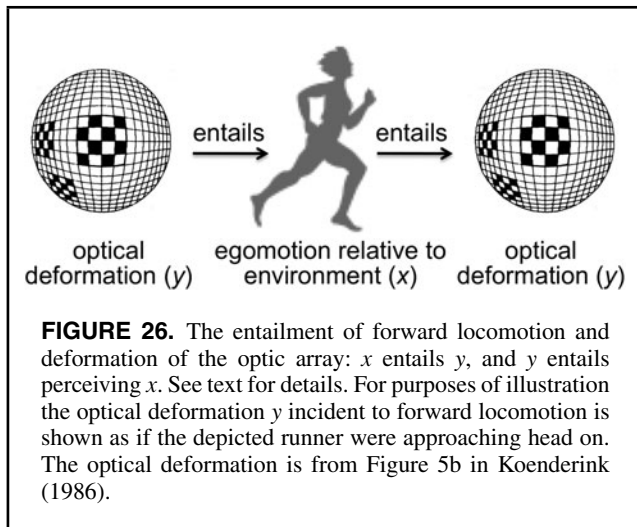 entails
entails
optical
deformation (y)
egomotion relative to
environment (x)
optical
deformation (y)
FIGURE 26. The entailment of forward locomotion and
deformation of the optic array: x entails y, and y entails
perceiving x. See text for details. For purposes of illustration
the optical deformation y incident to forward locomotion is
shown as if the depicted runner were approaching head on.
The optical deformation is from Figure 5b in Koenderink
(1986).